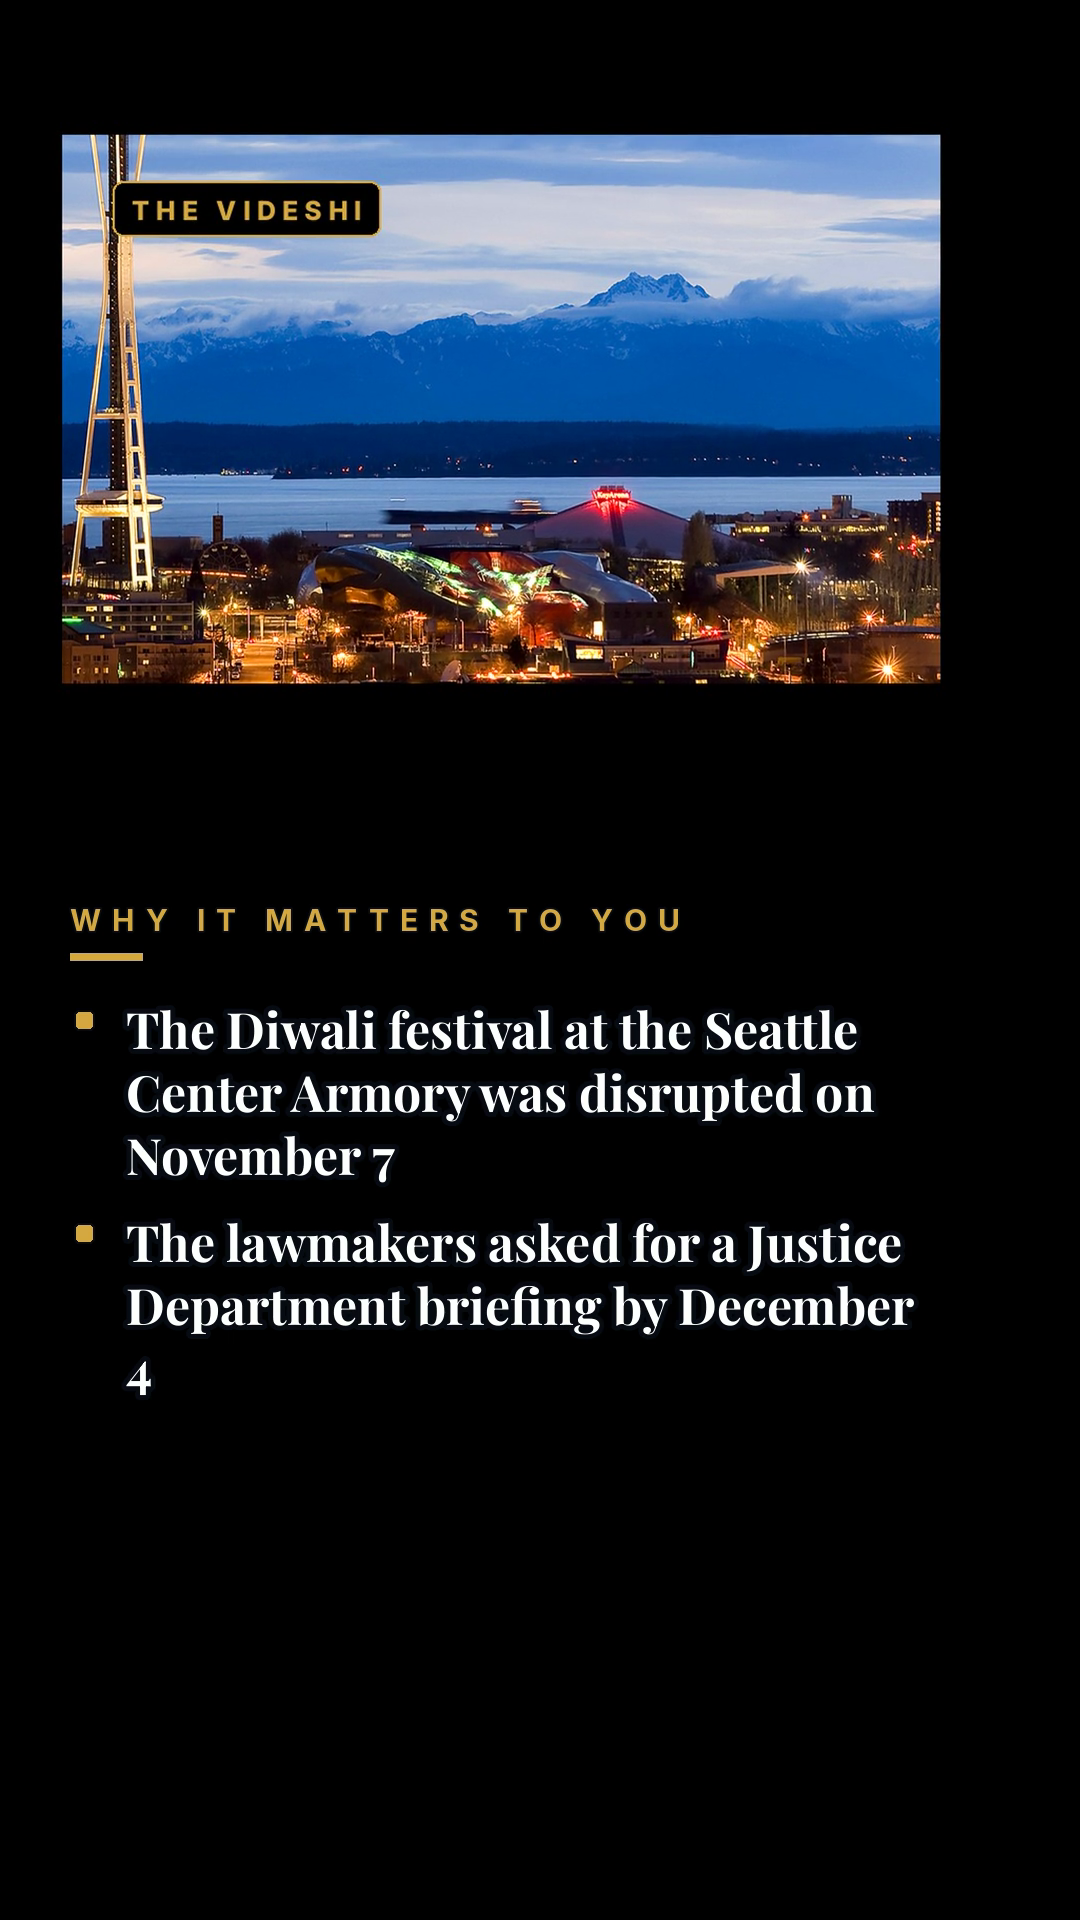 THE VIDESHI
KeyArena
WHY IT MATTERS TO YOU
The Diwali festival at the Seattle
Center Armory was disrupted on
November 7
The lawmakers asked for a Justice
Department briefing by December
4